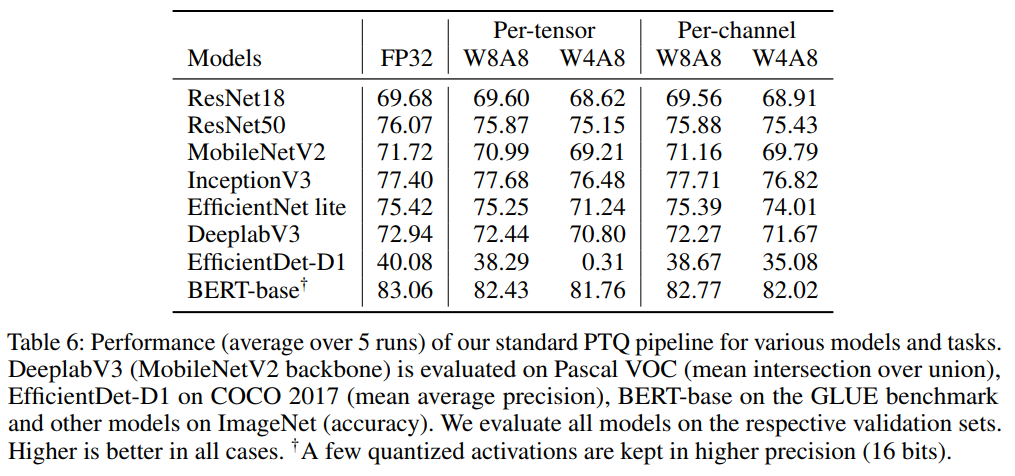 Per-tensor Per-channel
Models FP32 W8A8 W4A8 W8A8 W4A8
ResNet18 69.68 69.60 68.62 69.56 68.91
ResNet50 76.07 75.87 75.15 75.88 75.43
MobileNetV2 71.72 70.99 69.21 71.16 69.79
InceptionV3 77.40 77.68 76.48 77.71 76.82
EfficientNet lite 75.42 75.25 71.24 75.39 74.01
DeeplabV3 72.94 72.44 70.80 72.27 71.67
EfficientDet-D1 40.08 38.29 0.31 38.67 35.08
BERT-base† 83.06 82.43 81.76 82.77 82.02
Table 6: Performance (average over 5 runs) of our standard PTQ pipeline for various models and tasks.
DeeplabV3 (MobileNetV2 backbone) is evaluated on Pascal VOC (mean intersection over union),
EfficientDet-D1 on COCO 2017 (mean average precision), BERT-base on the GLUE benchmark
and other models on ImageNet (accuracy). We evaluate all models on the respective validation sets.
Higher is better in all cases. †A few quantized activations are kept in higher precision (16 bits).